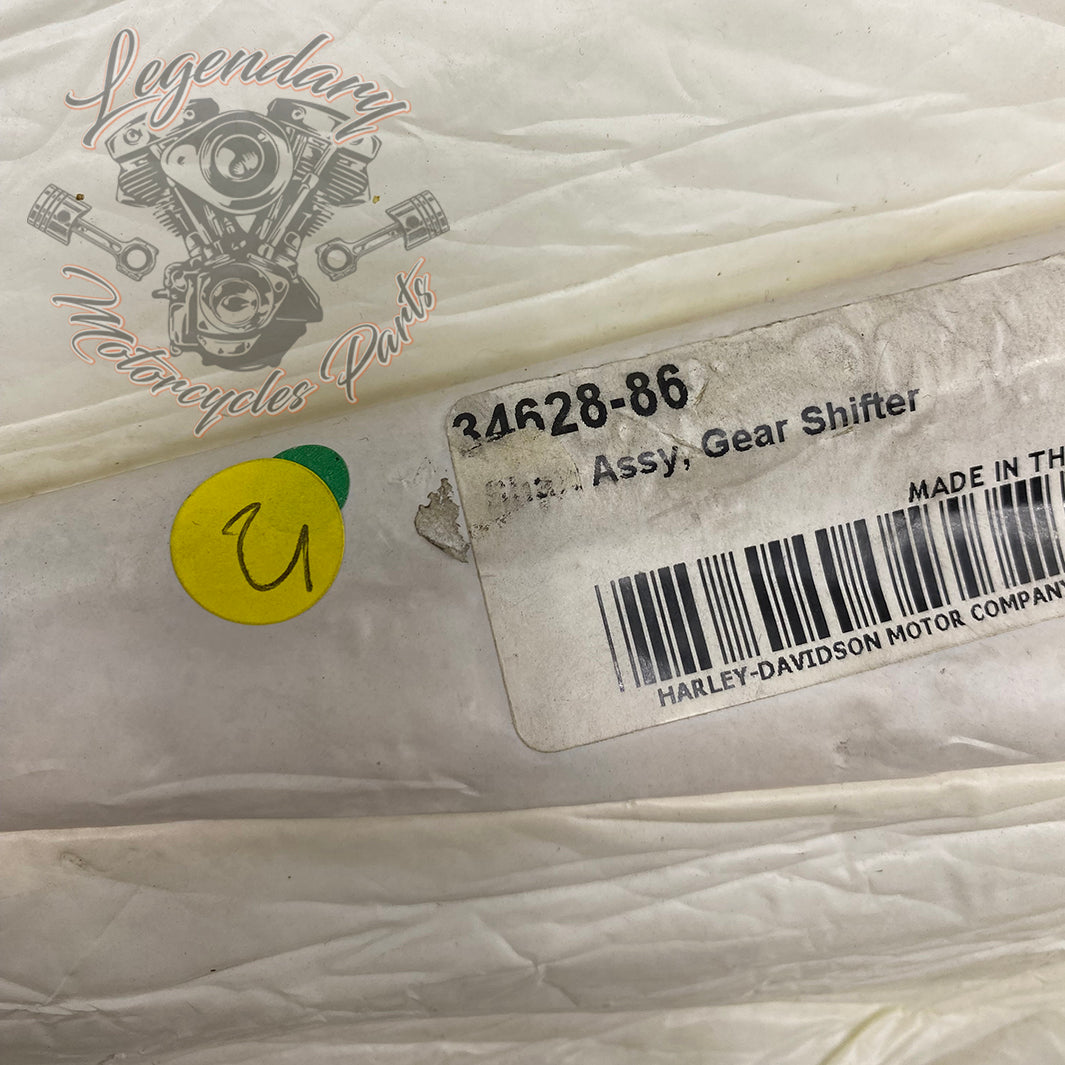 Legendary
Motorcycles Parts
34628-86
Assy, Gear Shifter
MADE IN TH
HARLEY-DAVIDSON MOTOR COMPANY
U